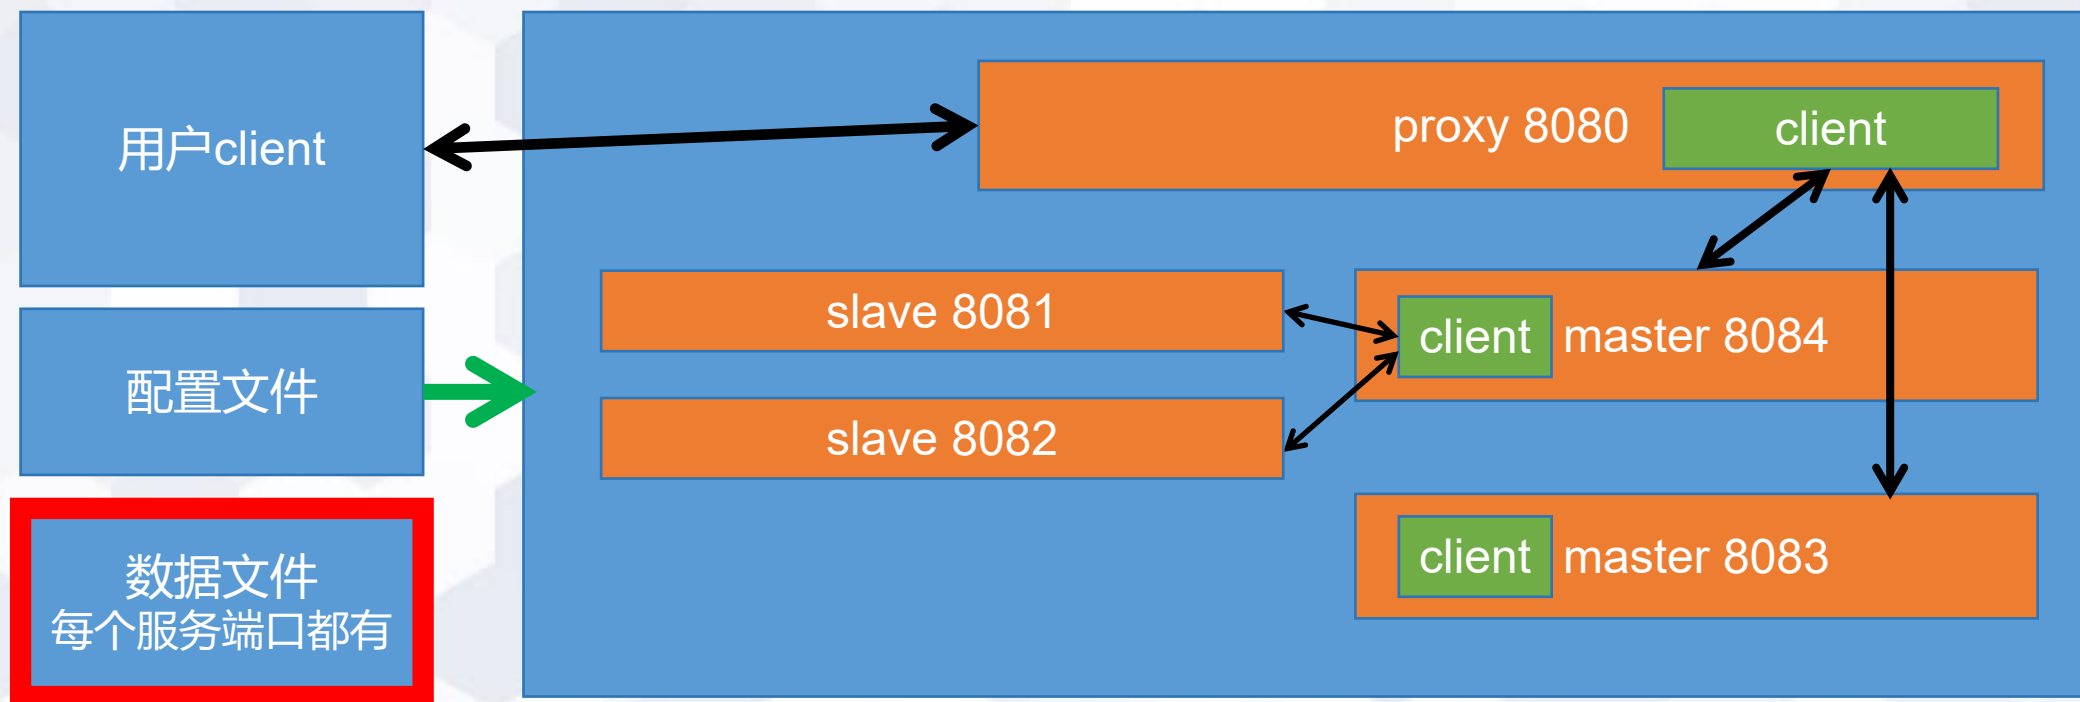 用户client
proxy 8080
client
slave 8081
client
master 8084
配置文件
slave 8082
数据文件
每个服务端口都有
client
master 8083